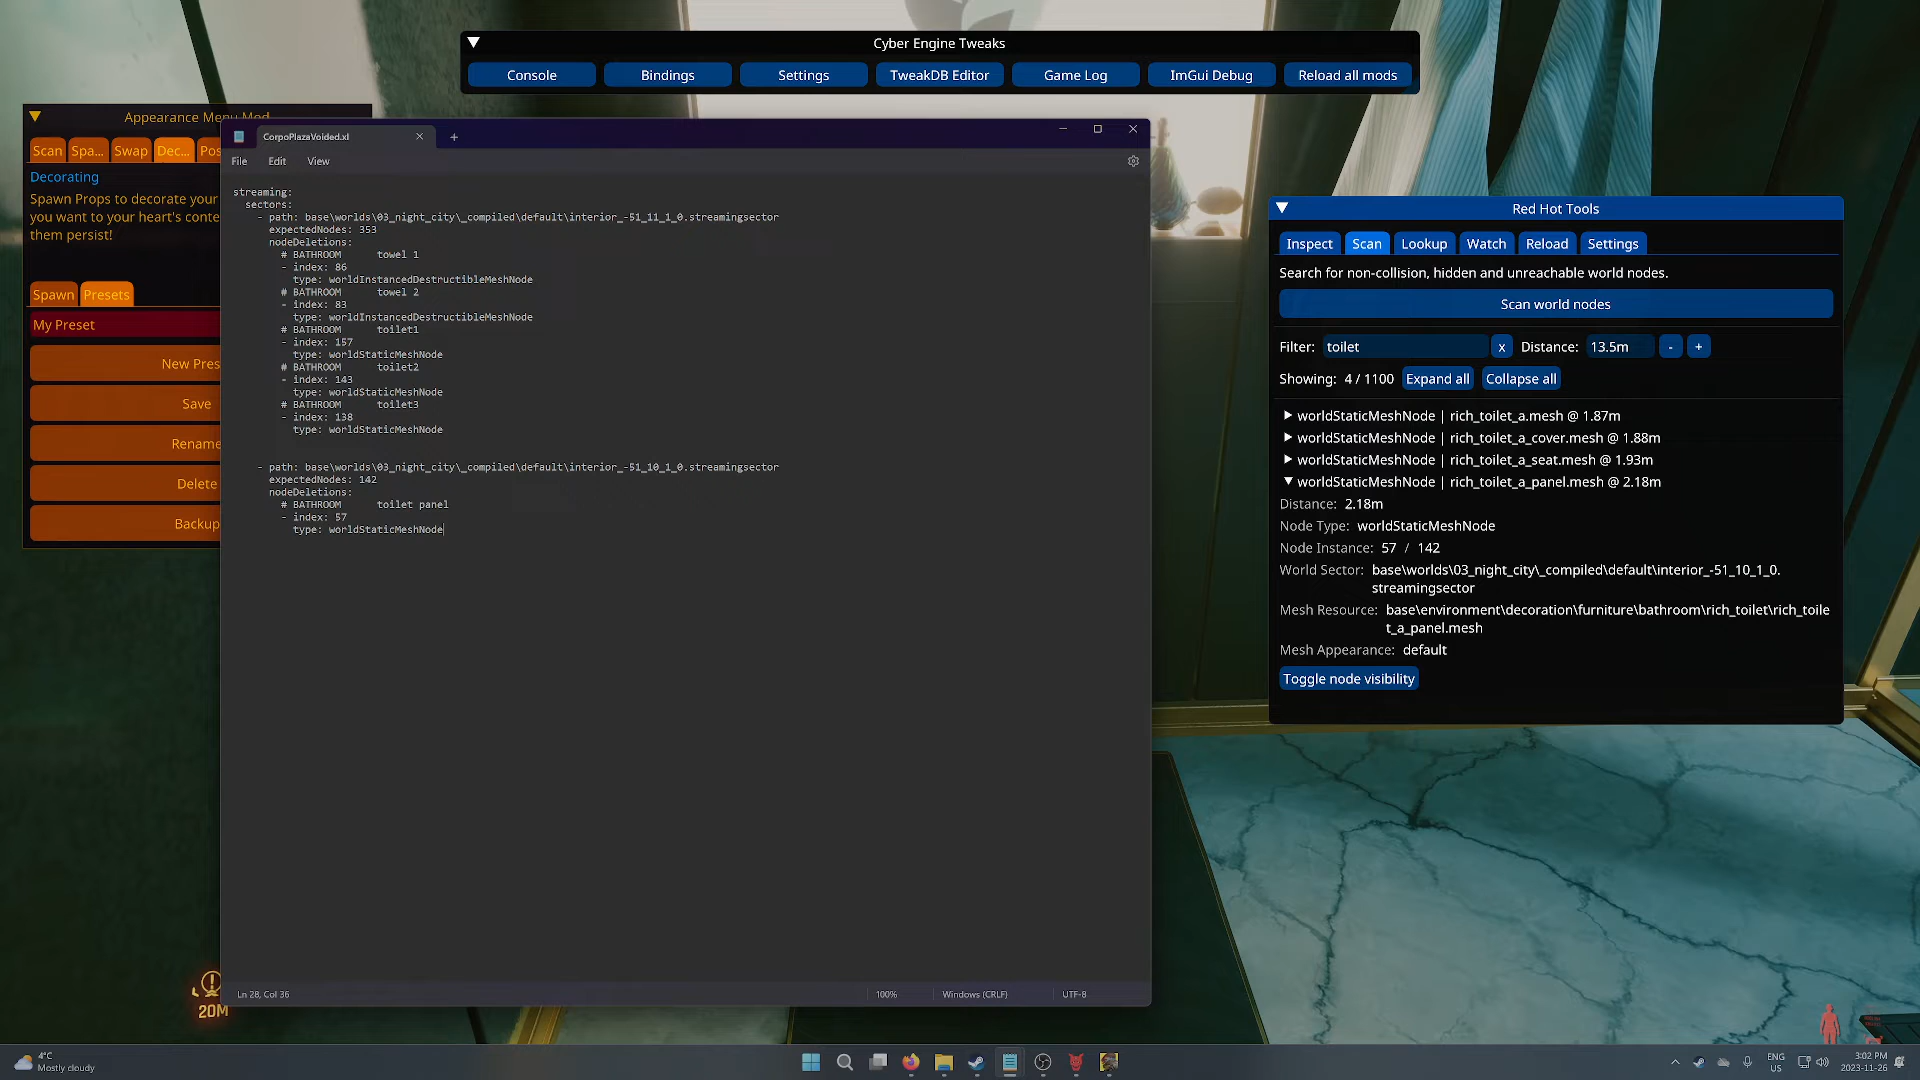 Cyber Engine Tweaks
Console
Bindings
Settings
TweakDB Editor
Game Log
ImGui Debug
Reload all mods
Appearance Menu Mod
Scan
Spa...
Swap
Dec...
Pos
Decorating
Spawn Props to decorate your
you want to your heart's conte
them persist!
Spawn
Presets
My Preset
New Pres
Save
Rename
Delete
Backup
CorpoPlazaVoided.xl
File
Edit
View
streaming:
sectors:
- path: base\worlds\03_night_city\_compiled\default\interior_-51_11_1_0.streamingsector
expectedNodes: 353
nodeDeletions:
# BATHROOM towel 1
- index: 86
type: worldInstancedDestructibleMeshNode
# BATHROOM towel 2
- index: 83
type: worldInstancedDestructibleMeshNode
# BATHROOM toilet1
- index: 157
type: worldStaticMeshNode
# BATHROOM toilet2
- index: 143
type: worldStaticMeshNode
# BATHROOM toilet3
- index: 138
type: worldStaticMeshNode
- path: base\worlds\03_night_city\_compiled\default\interior_-51_10_1_0.streamingsector
expectedNodes: 142
nodeDeletions:
# BATHROOM toilet panel
- index: 57
type: worldStaticMeshNode
Ln 28, Col 36
100%
Windows (CRLF)
UTF-8
Red Hot Tools
Inspect
Scan
Lookup
Watch
Reload
Settings
Search for non-collision, hidden and unreachable world nodes.
Scan world nodes
Filter: toilet x Distance: 13.5m - +
Showing: 4 / 1100 Expand all Collapse all
worldStaticMeshNode | rich_toilet_a.mesh @ 1.87m
worldStaticMeshNode | rich_toilet_a_cover.mesh @ 1.88m
worldStaticMeshNode | rich_toilet_a_seat.mesh @ 1.93m
worldStaticMeshNode | rich_toilet_a_panel.mesh @ 2.18m
Distance: 2.18m
Node Type: worldStaticMeshNode
Node Instance: 57 / 142
World Sector: base\worlds\03_night_city\_compiled\default\interior_-51_10_1_0.
streamingsector
Mesh Resource: base\environment\decoration\furniture\bathroom\rich_toilet\rich_toile
t_a_panel.mesh
Mesh Appearance: default
Toggle node visibility
20M
4°C
Mostly cloudy
ENG
US
3:02 PM
2023-11-26